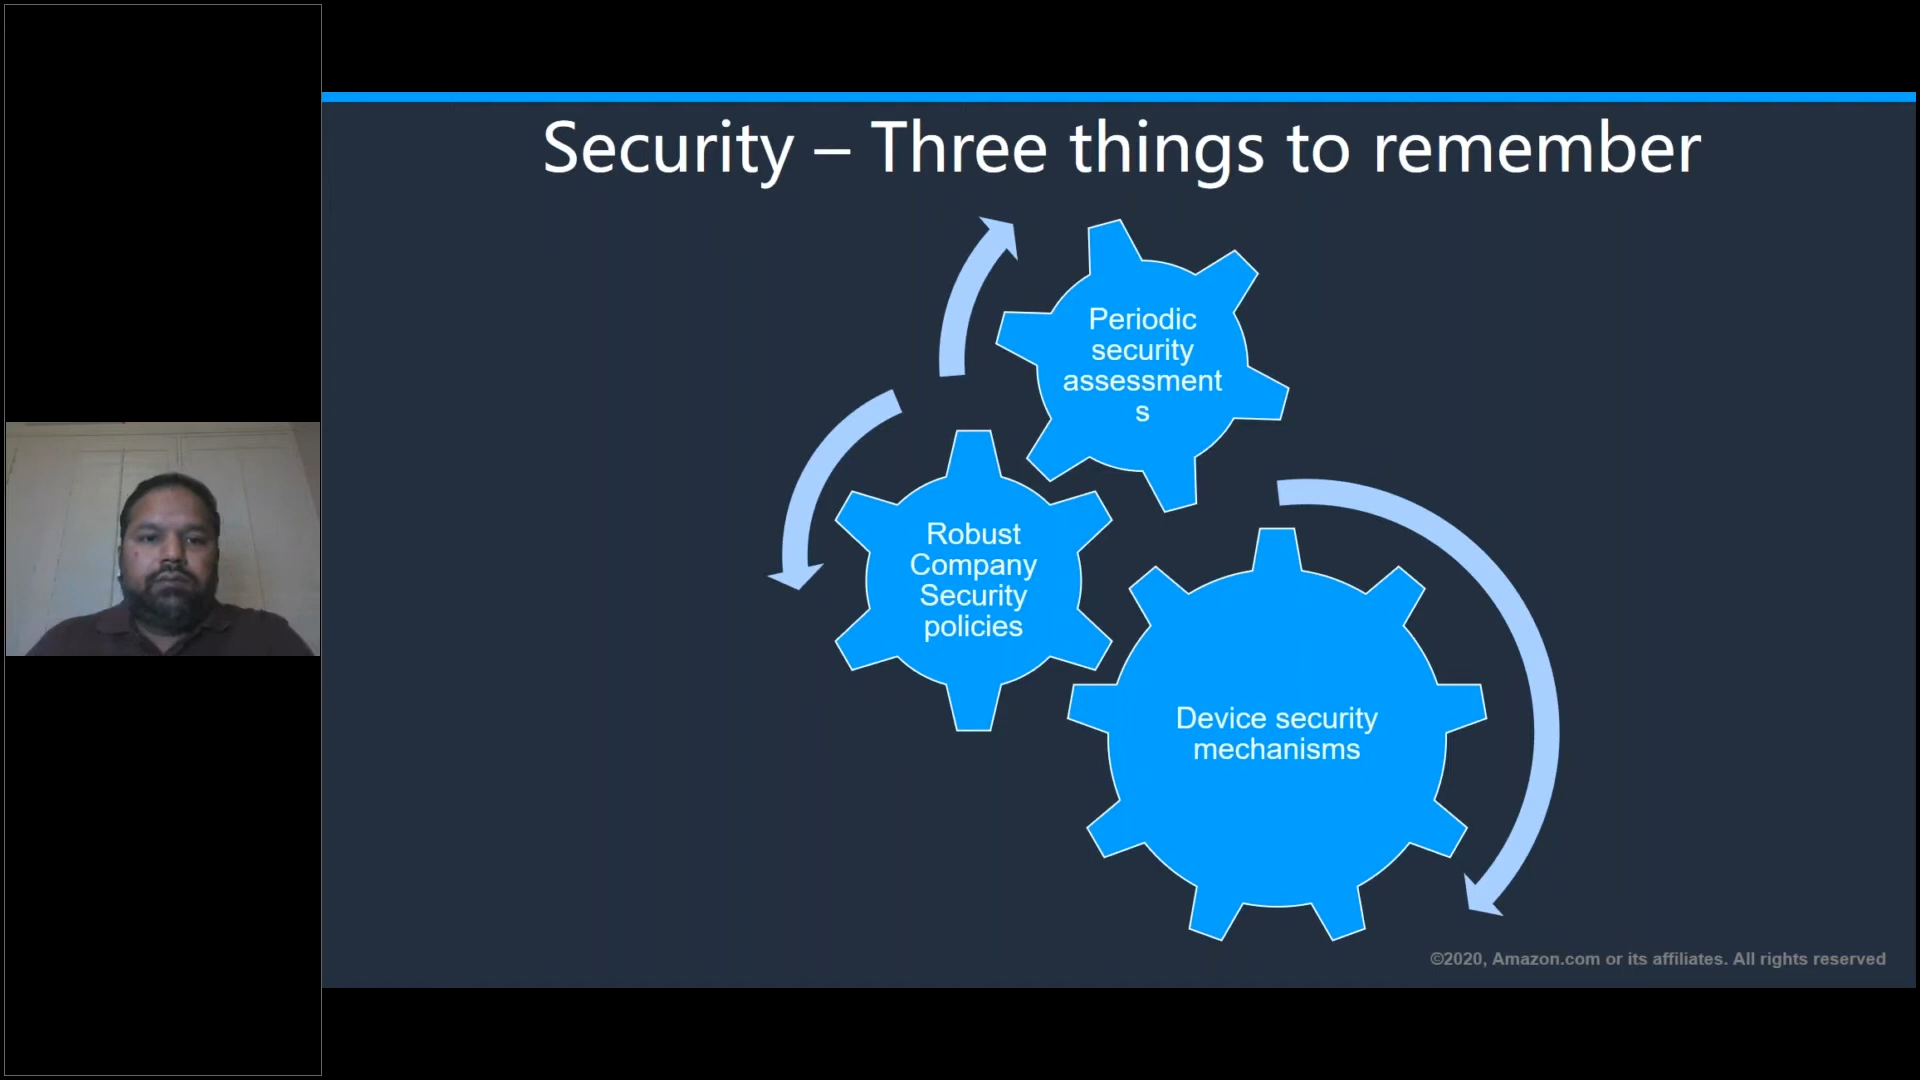 Security – Three things to remember
Periodic
security
assessment
s
Robust
Company
Security
policies
Device security
mechanisms
©2020, Amazon.com or its affiliates. All rights reserved